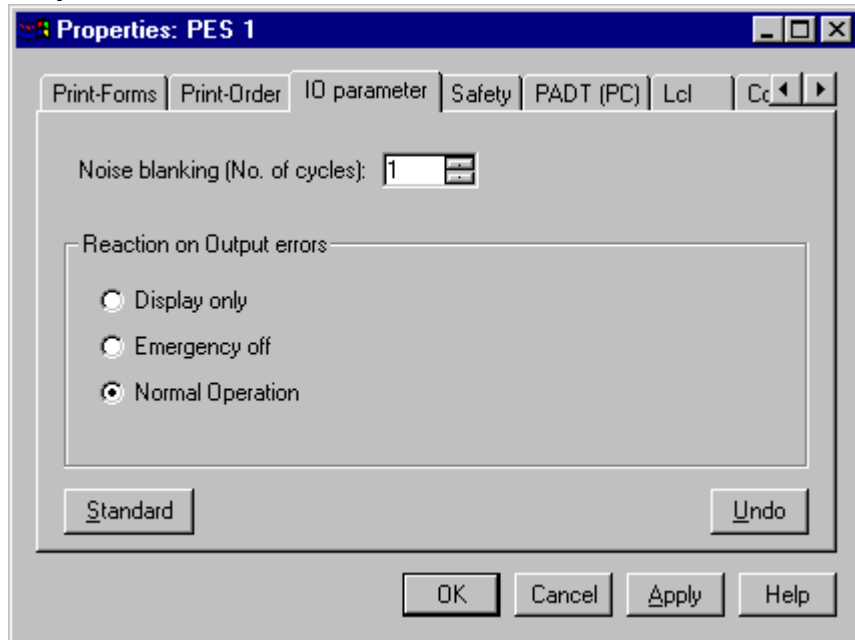 Properties: PES 1
Print-Forms Print-Order IO parameter Safety PADT (PC) Lcl
Noise blanking (No. of cycles): 1
Reaction on Output errors
Display only
Emergency off
Normal Operation
Standard Undo
OK Cancel Apply Help